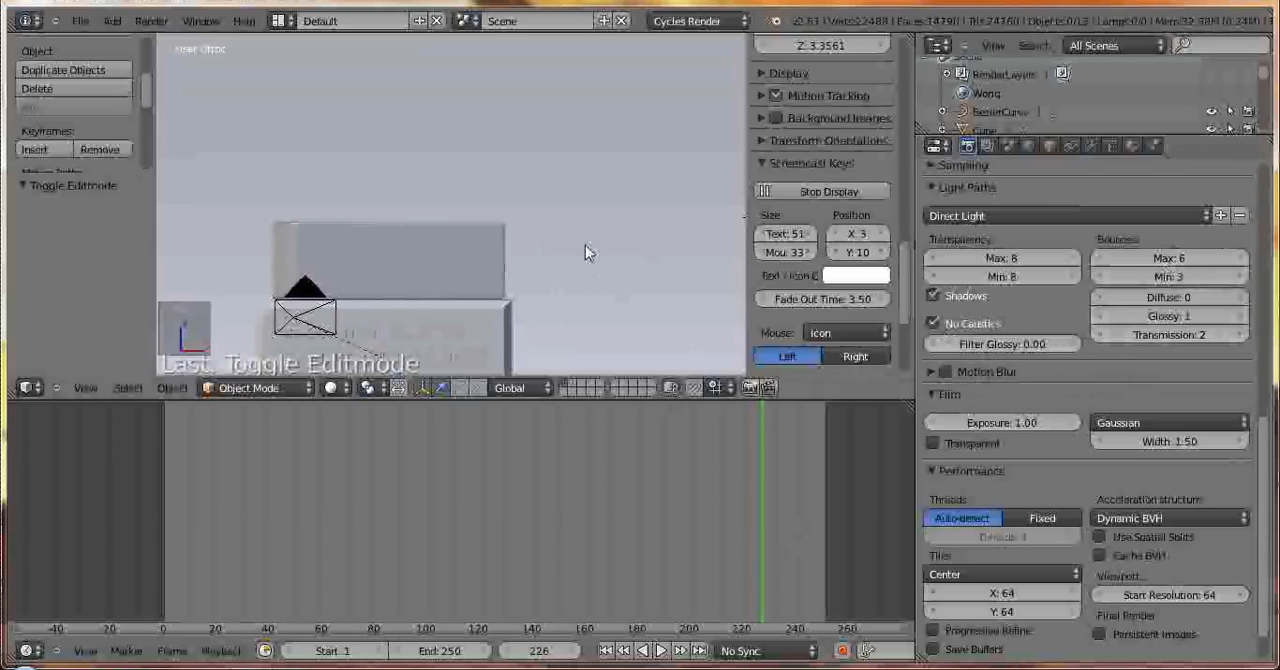 File Add Render Window Help Default Scene Cycles Render
Object
Duplicate Objects
Delete
Keyframes:
Insert Remove
Toggle Editmode
User Ortho
Last: Toggle Editmode
Z: 3.3561
Display
Motion Tracking
Background Images
Transform Orientations
Screencast Keys
Stop Display
Size Position
Text: 51 X: 3
Mou: 33 Y: 10
Fade Out Time: 3.50
Mouse: Icon
Left Right
View Search All Scenes
RenderLayers
World
BezierCurve
Cube
Sampling
Light Paths
Direct Light
Transparency: Bounces:
Max: 8 Max: 6
Min: 8 Min: 3
Shadows Diffuse: 0
No Caustics Glossy: 1
Filter Glossy: 0.00 Transmission: 2
Motion Blur
Film
Exposure: 1.00 Gaussian
Transparent Width: 1.50
Performance
Threads: Acceleration structure:
Auto-detect Fixed Dynamic BVH
Use Spatial Splits
Tiles: Cache BVH
Center Viewport:
X: 64 Start Resolution: 64
Y: 64 Final Render:
Progressive Refine Persistent Images
Save Buffers
View Select Object Object Mode Global
-40 -20 0 20 40 60 80 100 120 140 160 180 200 220 240 260
View Marker Frame Playback Start: 1 End: 250 226 No Sync